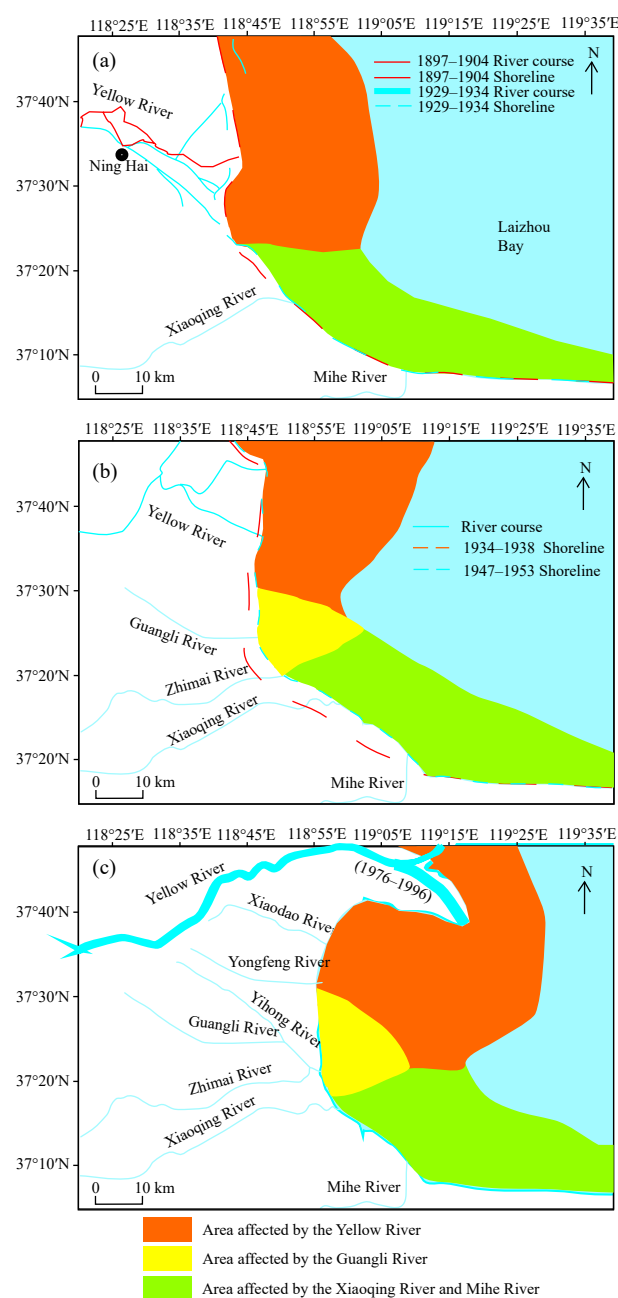 118°25′E 118°35′E 118°45′E 118°55′E 119°05′E 119°15′E 119°25′E 119°35′E
(a)
N
1897–1904 River course
1897–1904 Shoreline
1929–1934 River course
1929–1934 Shoreline
37°40′N
Yellow River
Ning Hai
37°30′N
Laizhou
Bay
37°20′N
Xiaoqing River
37°10′N
Mihe River
0 10 km
118°25′E 118°35′E 118°45′E 118°55′E 119°05′E 119°15′E 119°25′E 119°35′E
(b)
N
37°40′N
Yellow River
River course
1934–1938 Shoreline
1947–1953 Shoreline
37°30′N
Guangli River
37°20′N
Zhimai River
Xiaoqing River
37°20′N
Mihe River
0 10 km
118°25′E 118°35′E 118°45′E 118°55′E 119°05′E 119°15′E 119°25′E 119°35′E
(c)
N
Yellow River
(1976–1996)
37°40′N
Xiaodao River
Yongfeng River
37°30′N
Yihong River
Guangli River
37°20′N
Zhimai River
Xiaoqing River
37°10′N
Mihe River
0 10 km
Area affected by the Yellow River
Area affected by the Guangli River
Area affected by the Xiaoqing River and Mihe River